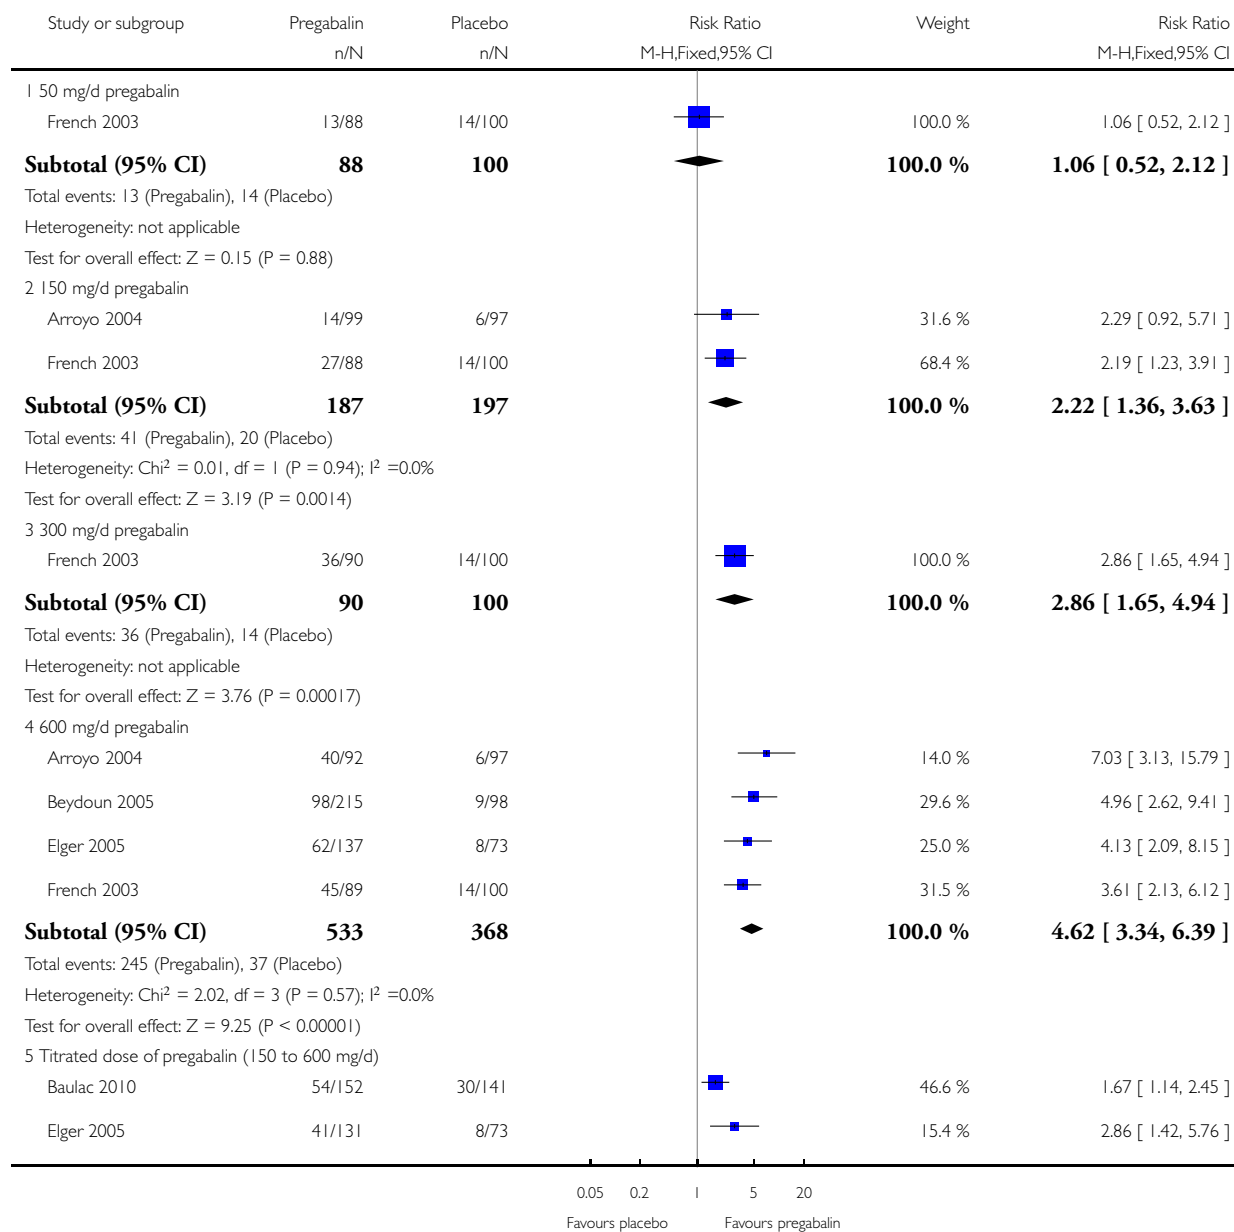 Study or subgroup Pregabalin Placebo Risk Ratio Weight Risk Ratio
n/N n/N M-H,Fixed,95% CI M-H,Fixed,95% CI
1 50 mg/d pregabalin
French 2003 13/88 14/100 100.0 % 1.06 [ 0.52, 2.12 ]
Subtotal (95% CI) 88 100 100.0 % 1.06 [ 0.52, 2.12 ]
Total events: 13 (Pregabalin), 14 (Placebo)
Heterogeneity: not applicable
Test for overall effect: Z = 0.15 (P = 0.88)
2 150 mg/d pregabalin
Arroyo 2004 14/99 6/97 31.6 % 2.29 [ 0.92, 5.71 ]
French 2003 27/88 14/100 68.4 % 2.19 [ 1.23, 3.91 ]
Subtotal (95% CI) 187 197 100.0 % 2.22 [ 1.36, 3.63 ]
Total events: 41 (Pregabalin), 20 (Placebo)
Heterogeneity: Chi² = 0.01, df = 1 (P = 0.94); I² =0.0%
Test for overall effect: Z = 3.19 (P = 0.0014)
3 300 mg/d pregabalin
French 2003 36/90 14/100 100.0 % 2.86 [ 1.65, 4.94 ]
Subtotal (95% CI) 90 100 100.0 % 2.86 [ 1.65, 4.94 ]
Total events: 36 (Pregabalin), 14 (Placebo)
Heterogeneity: not applicable
Test for overall effect: Z = 3.76 (P = 0.00017)
4 600 mg/d pregabalin
Arroyo 2004 40/92 6/97 14.0 % 7.03 [ 3.13, 15.79 ]
Beydoun 2005 98/215 9/98 29.6 % 4.96 [ 2.62, 9.41 ]
Elger 2005 62/137 8/73 25.0 % 4.13 [ 2.09, 8.15 ]
French 2003 45/89 14/100 31.5 % 3.61 [ 2.13, 6.12 ]
Subtotal (95% CI) 533 368 100.0 % 4.62 [ 3.34, 6.39 ]
Total events: 245 (Pregabalin), 37 (Placebo)
Heterogeneity: Chi² = 2.02, df = 3 (P = 0.57); I² =0.0%
Test for overall effect: Z = 9.25 (P < 0.00001)
5 Titrated dose of pregabalin (150 to 600 mg/d)
Baulac 2010 54/152 30/141 46.6 % 1.67 [ 1.14, 2.45 ]
Elger 2005 41/131 8/73 15.4 % 2.86 [ 1.42, 5.76 ]
0.05 0.2 1 5 20
Favours placebo Favours pregabalin